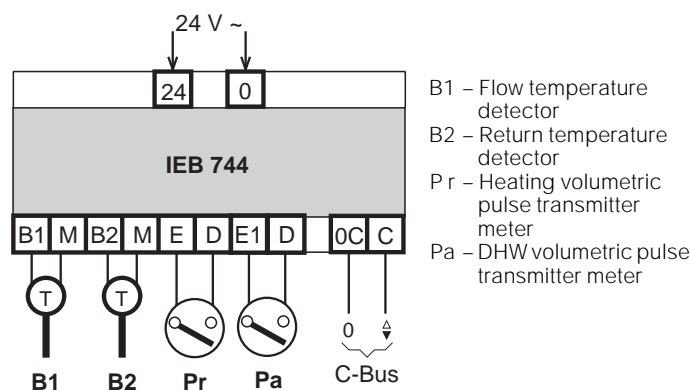 24 V ~
24 0
IEB 744
B1 M B2 M E D E1 D 0C C
T T
0
B1 B2 Pr Pa C-Bus
B1 – Flow temperature
detector
B2 – Return temperature
detector
P r – Heating volumetric
pulse transmitter
meter
Pa – DHW volumetric pulse
transmitter meter